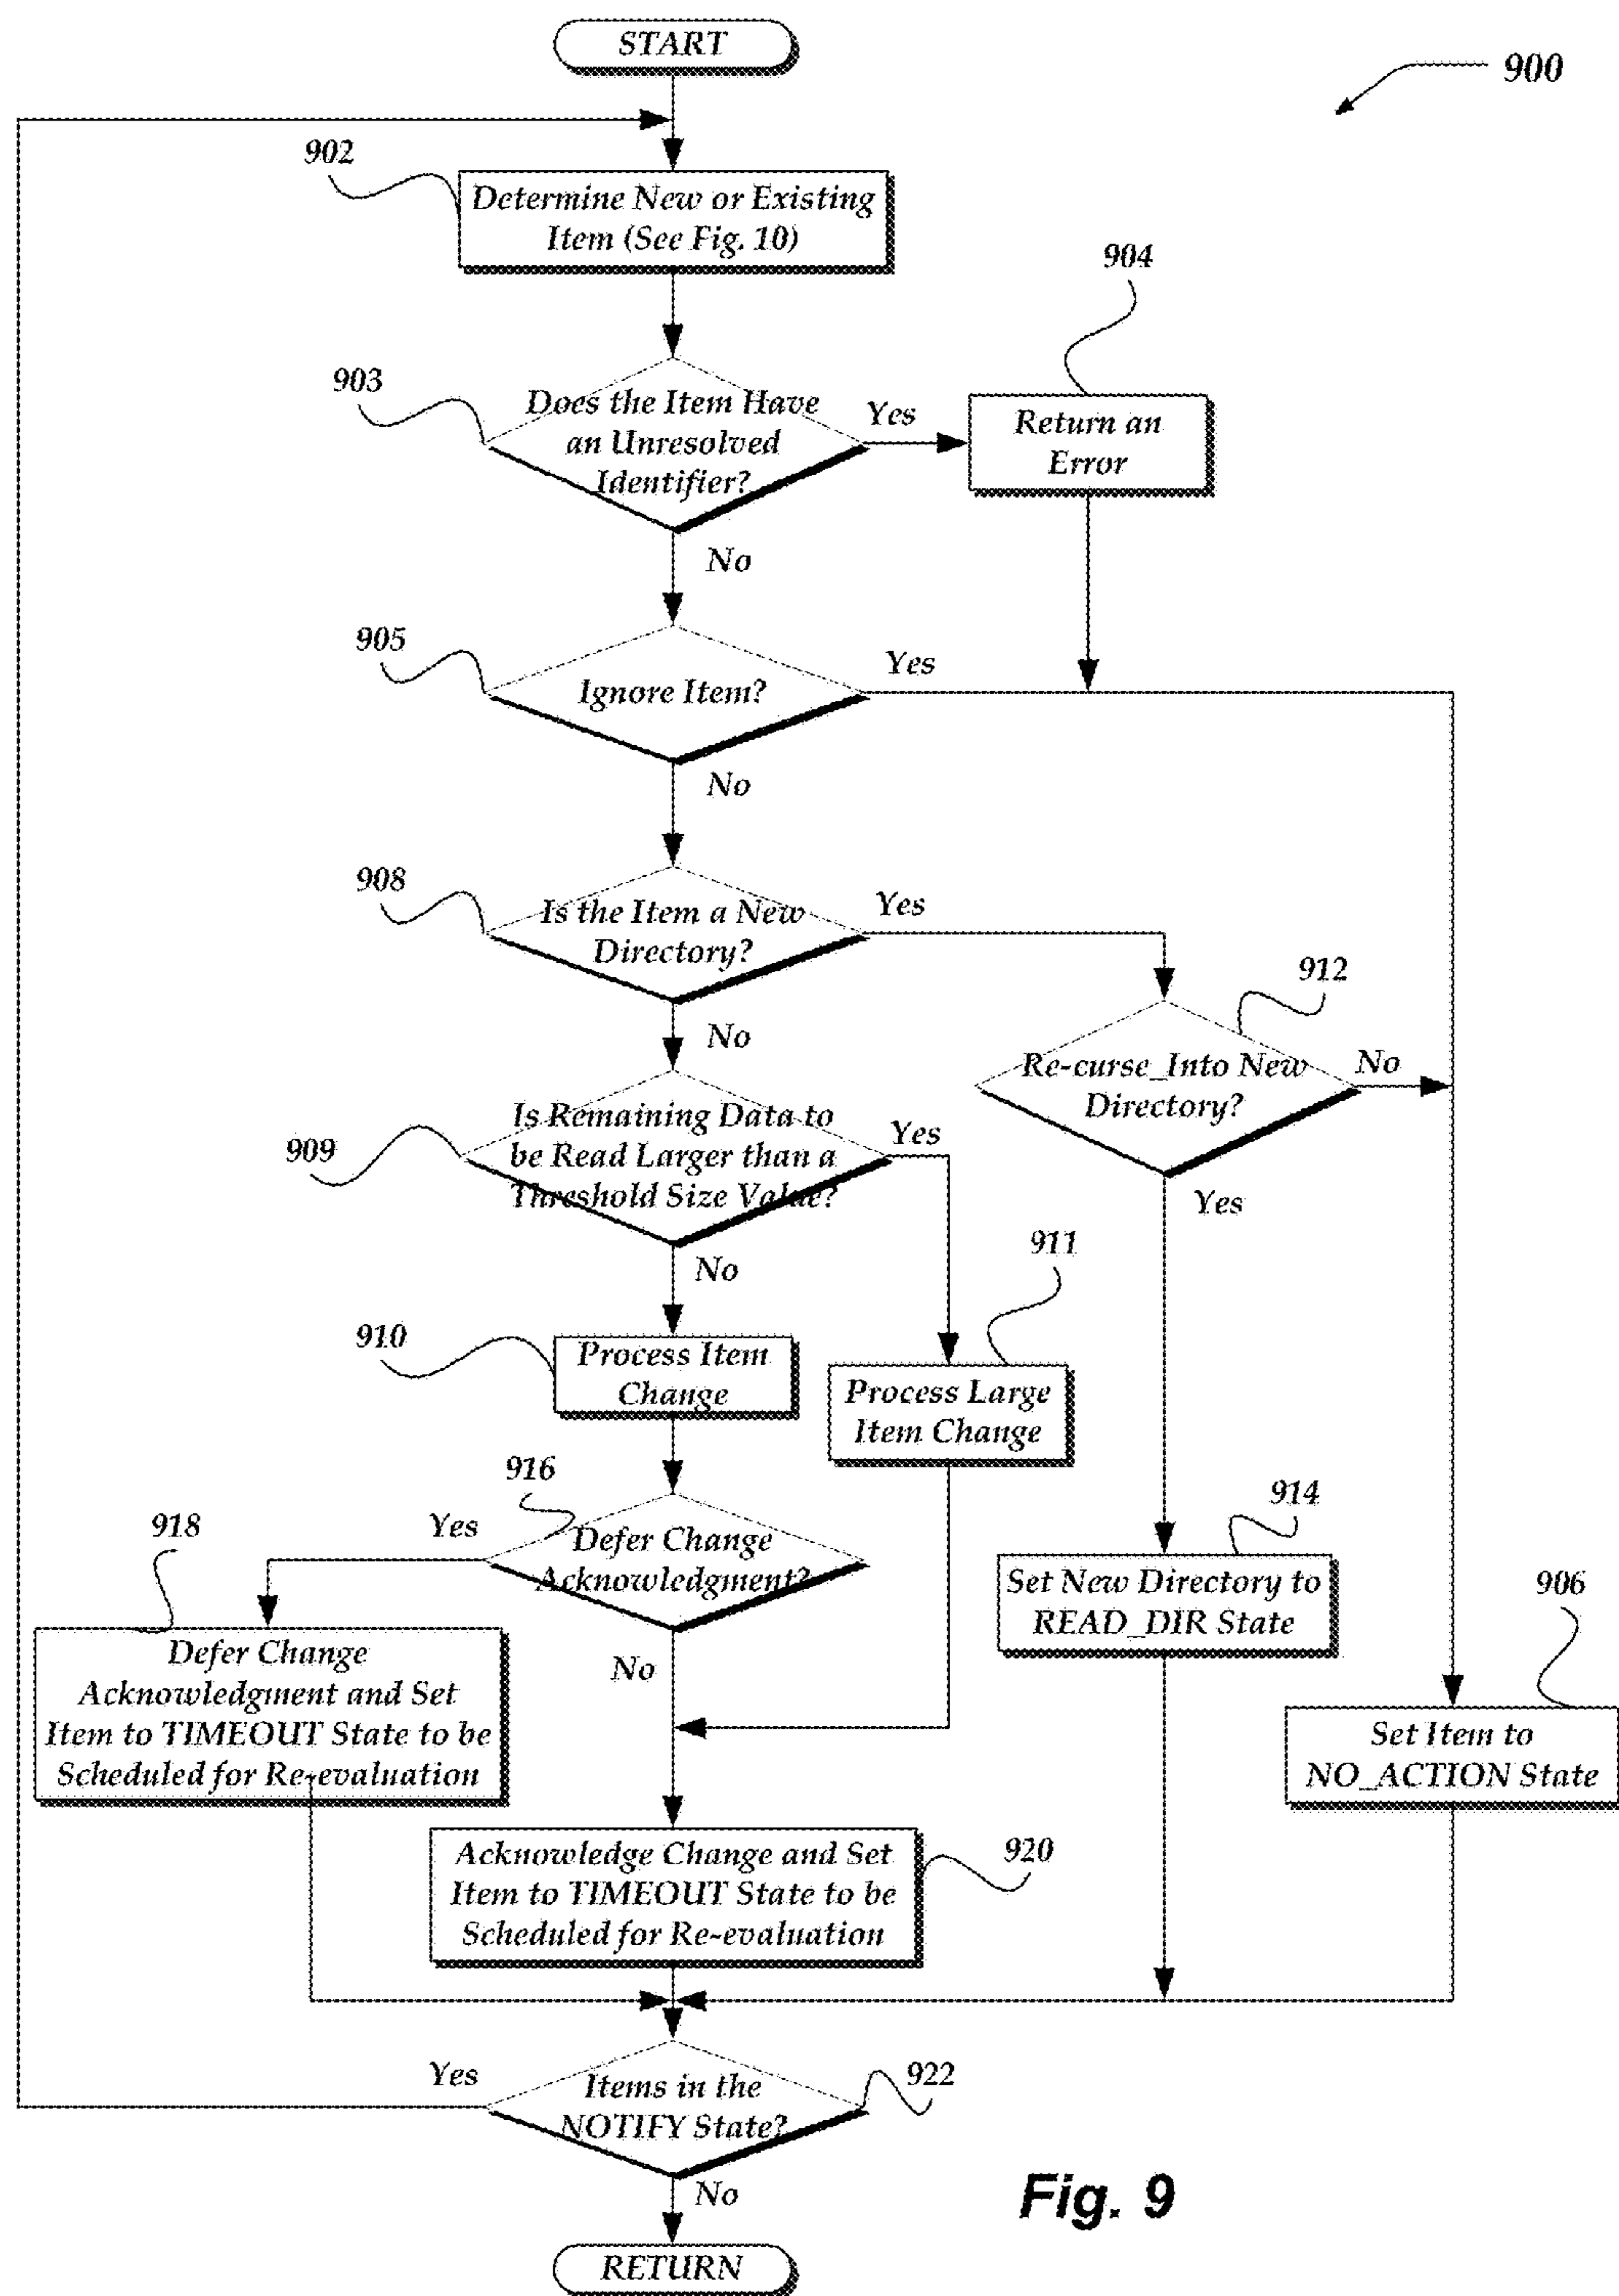 START
900
902
Determine New or Existing
Item (See Fig. 10)
904
903
Does the Item Have
an Unresolved
Identifier?
Yes
Return an
Error
No
905
Ignore Item?
Yes
No
908
Is the Item a New
Directory?
Yes
912
No
Re-curse_Into New
Directory?
No
909
Is Remaining Data to
be Read Larger than a
Threshold Size Value?
Yes
Yes
911
No
910
Process Item
Change
Process Large
Item Change
916
914
918
Yes
Defer Change
Acknowledgment?
Set New Directory to
READ_DIR State
906
No
Defer Change
Acknowledgment and Set
Item to TIMEOUT State to be
Scheduled for Re-evaluation
Set Item to
NO_ACTION State
Acknowledge Change and Set
Item to TIMEOUT State to be
Scheduled for Re-evaluation
920
Yes
Items in the
NOTIFY State?
922
No
Fig. 9
RETURN